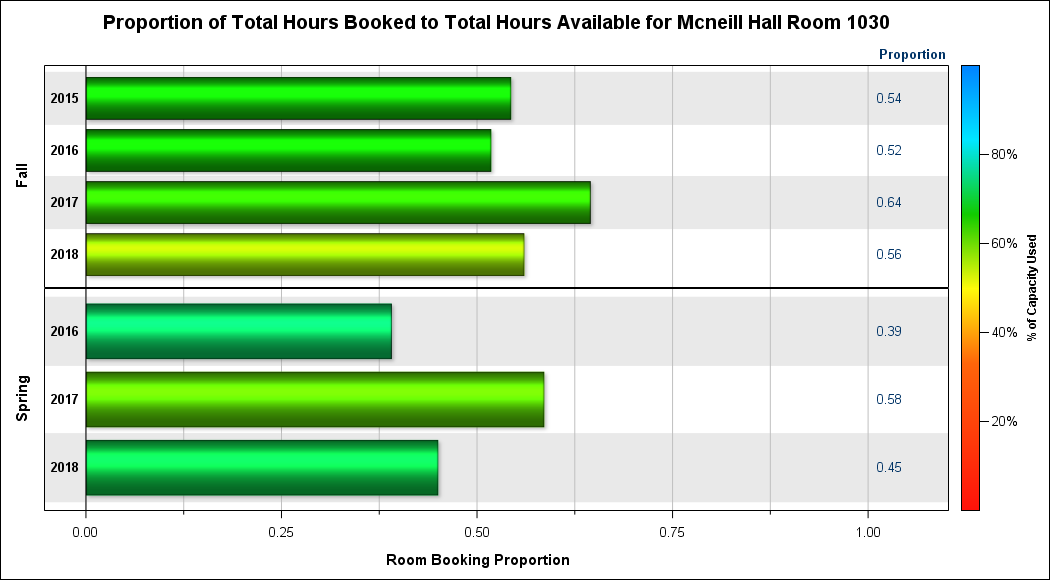 Proportion of Total Hours Booked to Total Hours Available for Mcneill Hall Room 1030
Proportion
Fall
2015 0.54
2016 0.52
2017 0.64
2018 0.56
Spring
2016 0.39
2017 0.58
2018 0.45
0.00 0.25 0.50 0.75 1.00
Room Booking Proportion
80%
60%
40%
20%
% of Capacity Used